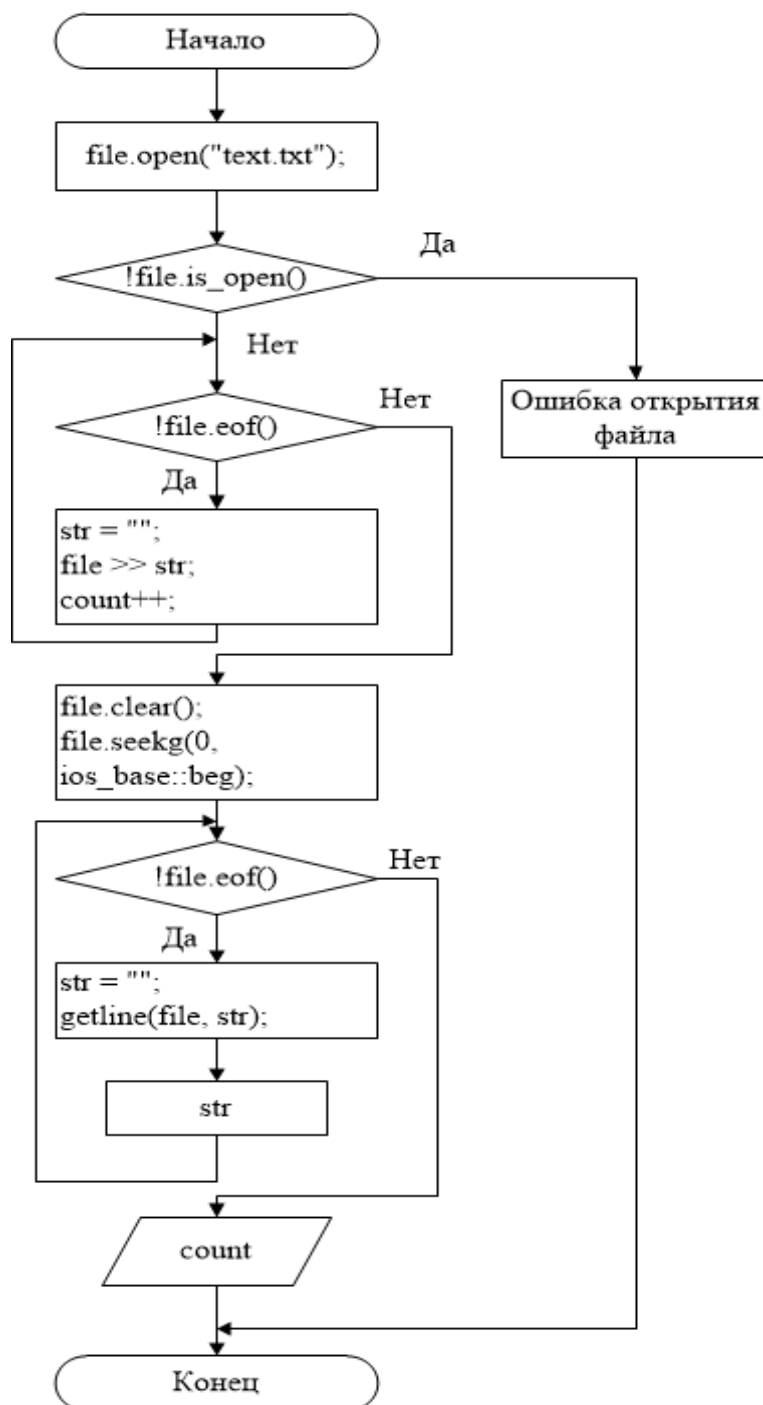 Начало
file.open("text.txt");
Да
!file.is_open()
Нет
Нет
!file.eof()
Ошибка открытия
файла
Да
str = "";
file >> str;
count++;
file.clear();
file.seekg(0,
ios_base::beg);
Нет
!file.eof()
Да
str = "";
getline(file, str);
str
count
Конец